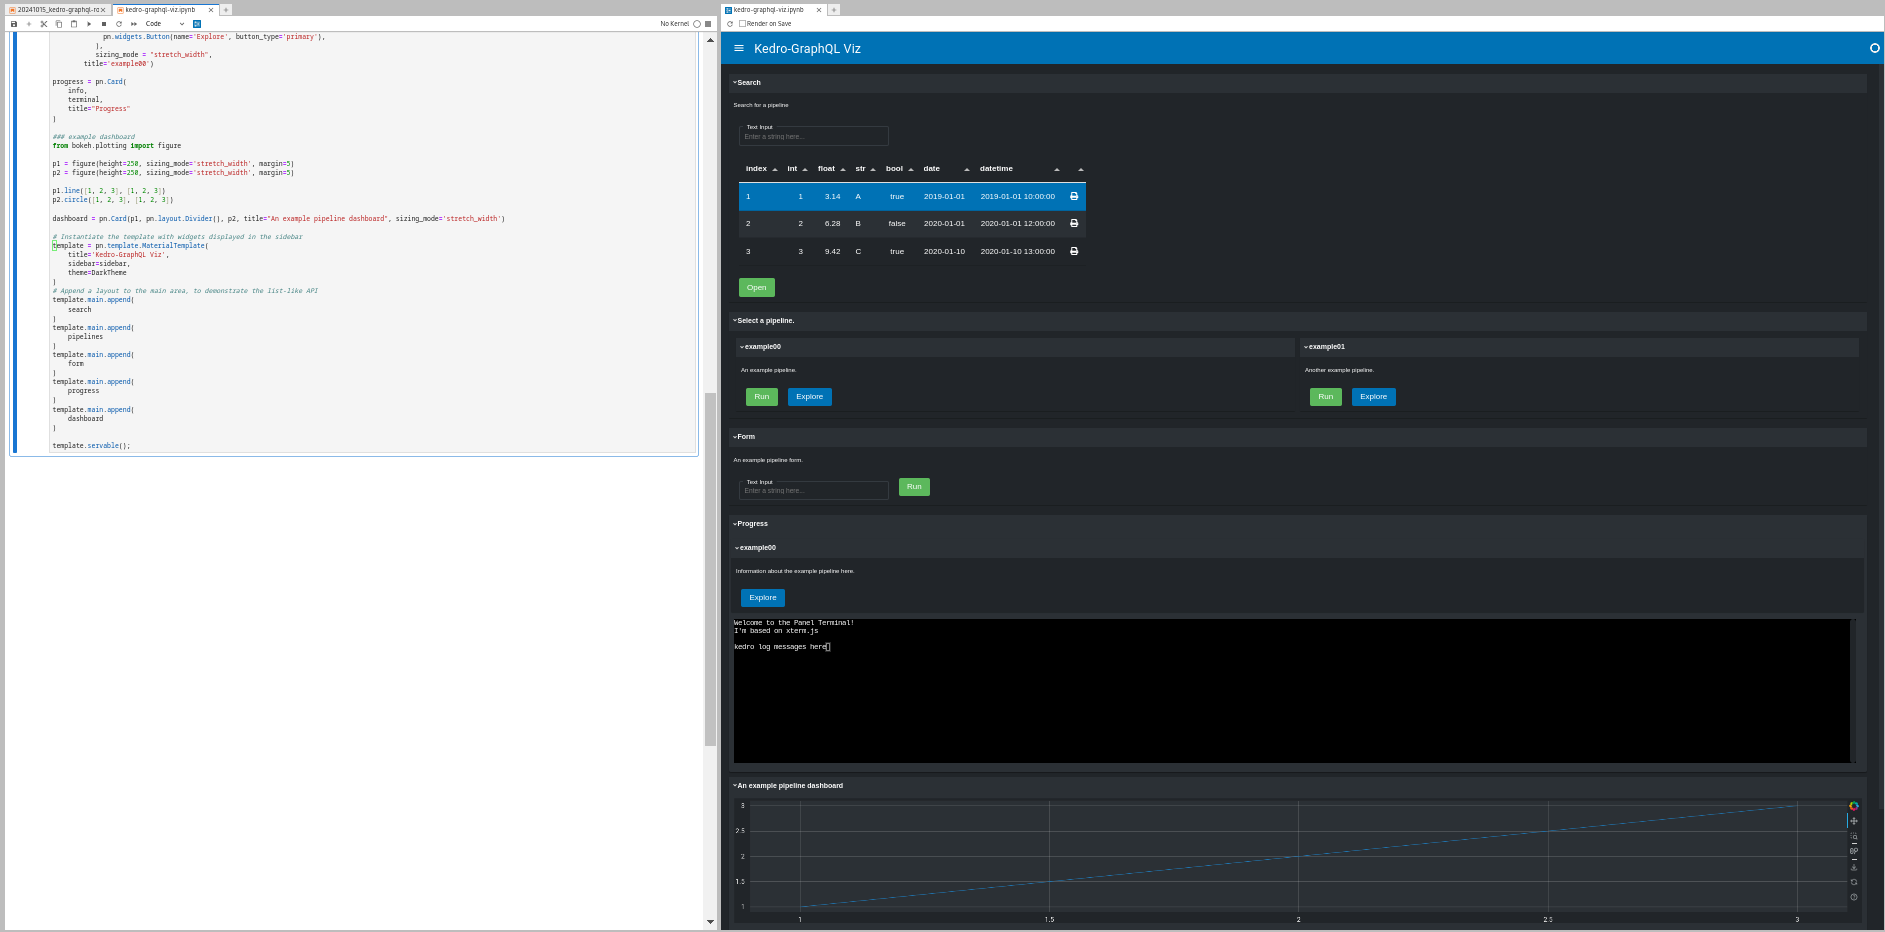 20241015_kedro-graphql-rc
kedro-graphql-viz.ipynb
Code
No Kernel
pn.widgets.Button(name='Explore', button_type='primary'),
),
sizing_mode = "stretch_width",
title='example00')
progress = pn.Card(
info,
terminal,
title="Progress"
)
### example dashboard
from bokeh.plotting import figure
p1 = figure(height=250, sizing_mode='stretch_width', margin=5)
p2 = figure(height=250, sizing_mode='stretch_width', margin=5)
p1.line([1, 2, 3], [1, 2, 3])
p2.circle([1, 2, 3], [1, 2, 3])
dashboard = pn.Card(p1, pn.layout.Divider(), p2, title="An example pipeline dashboard", sizing_mode='stretch_width')
# Instantiate the template with widgets displayed in the sidebar
template = pn.template.MaterialTemplate(
title='Kedro-GraphQL Viz',
sidebar=sidebar,
theme=DarkTheme
)
# Append a layout to the main area, to demonstrate the list-like API
template.main.append(
search
)
template.main.append(
pipelines
)
template.main.append(
form
)
template.main.append(
progress
)
template.main.append(
dashboard
)
template.servable();
kedro-graphql-viz.ipynb
Render on Save
Kedro-GraphQL Viz
Search
Search for a pipeline
Text Input
Enter a string here...
index int float str bool date datetime
1 1 3.14 A true 2019-01-01 2019-01-01 10:00:00
2 2 6.28 B false 2020-01-01 2020-01-01 12:00:00
3 3 9.42 C true 2020-01-10 2020-01-10 13:00:00
Open
Select a pipeline.
example00
An example pipeline.
Run Explore
example01
Another example pipeline.
Run Explore
Form
An example pipeline form.
Text Input
Enter a string here...
Run
Progress
example00
Information about the example pipeline here.
Explore
Welcome to the Panel Terminal!
I'm based on xterm.js
kedro log messages here
An example pipeline dashboard
3
2.5
2
1.5
1
1 1.5 2 2.5 3